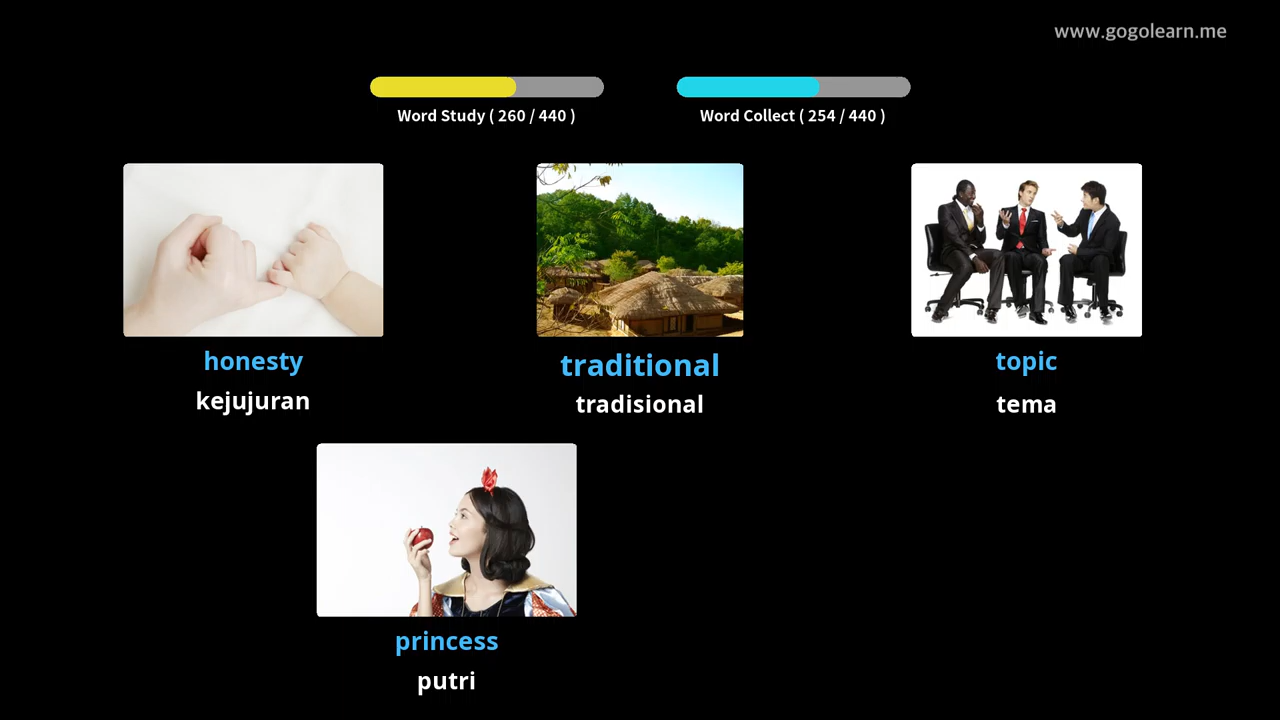 www.gogolearn.me
Word Study ( 260 / 440 )
Word Collect ( 254 / 440 )
honesty
kejujuran
traditional
tradisional
topic
tema
princess
putri